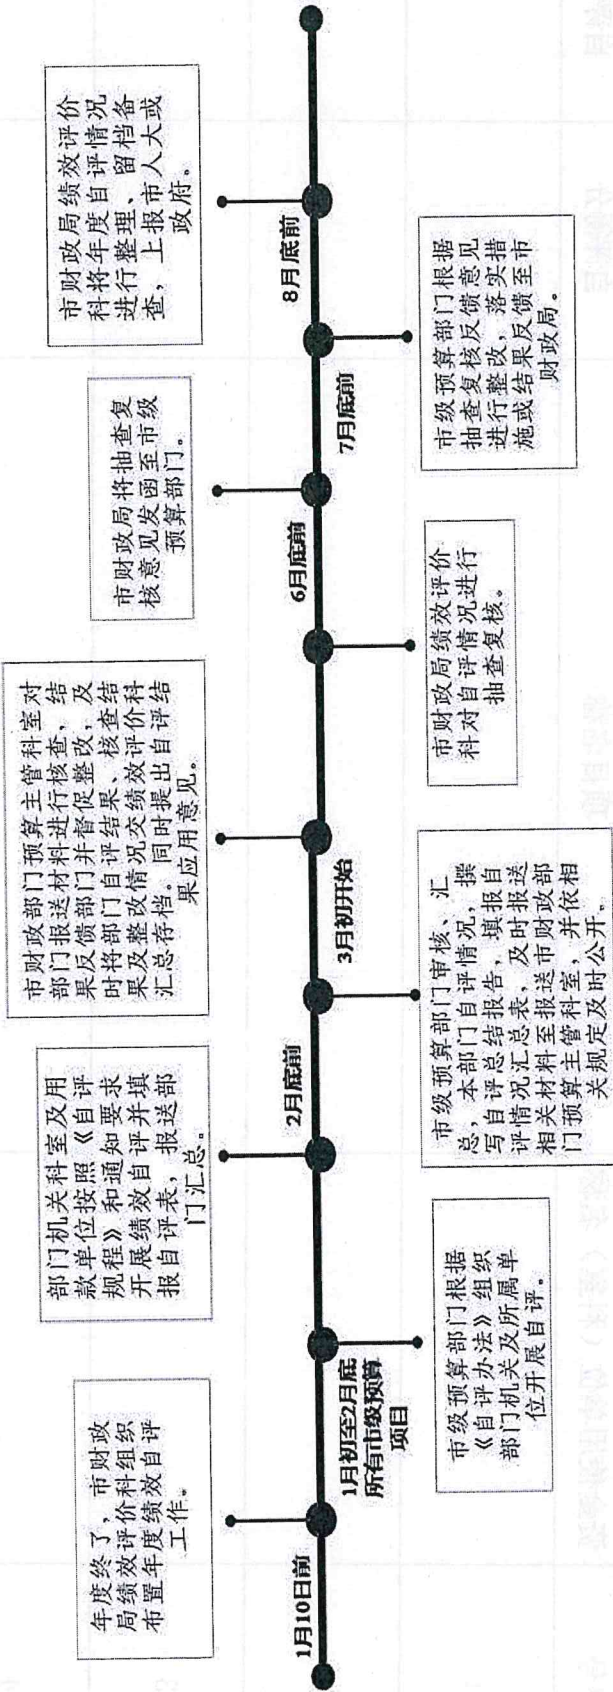 年度终了，市财政
局绩效评价科组织
布置年度绩效自评
工作。
1月10日前
1月初至2月底
所有市级预算
项目
市级预算部门根据
《自评办法》组织
部门机关及所属单
位开展自评。
部门机关科室及用
款单位按照《自评
规程》和通知要求
开展绩效自评并填
报自评表，报送部
门汇总。
2月底前
市级预算部门审核、汇
总，本部门自评情况，撰
写自评总结报告，填报自
评情况汇总表，及时报送
相关材料至报送市财政部
门预算主管科室，并依相
关规定及时公开。
3月初开始
市财政部门预算主管科室对
部门报送材料进行核查，结
果反馈部门并督促整改，及
时将部门自评结果、核查结
果及整改情况交绩效评价科
汇总存档。同时提出自评结
果应用意见。
市财政局绩效评价
科对自评情况进行
抽查复核。
6月底前
市财政局将抽查复
核意见发函至市级
预算部门。
7月底前
市级预算部门根据
抽查复核反馈意见
进行整改，落实措
施或结果反馈至市
财政局。
8月底前
市财政局绩效评价
科将年度自评情况
进行整理、留档备
查，上报市人大或
政府。